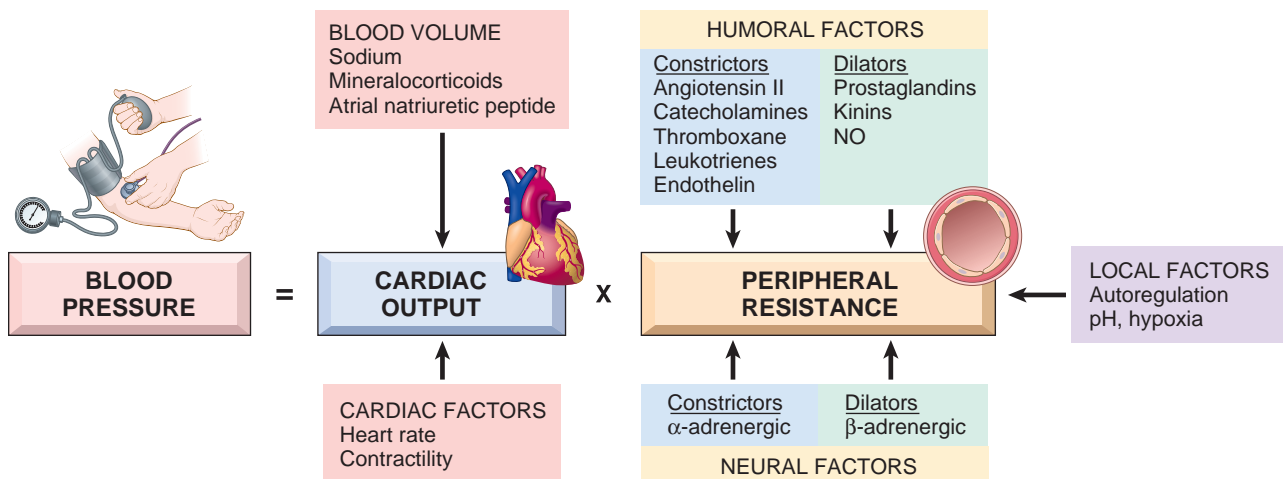 BLOOD VOLUME
Sodium
Mineralocorticoids
Atrial natriuretic peptide
HUMORAL FACTORS
Constrictors
Angiotensin II
Catecholamines
Thromboxane
Leukotrienes
Endothelin
Dilators
Prostaglandins
Kinins
NO
BLOOD
PRESSURE
=
CARDIAC
OUTPUT
X
PERIPHERAL
RESISTANCE
LOCAL FACTORS
Autoregulation
pH, hypoxia
CARDIAC FACTORS
Heart rate
Contractility
Constrictors
α-adrenergic
Dilators
β-adrenergic
NEURAL FACTORS